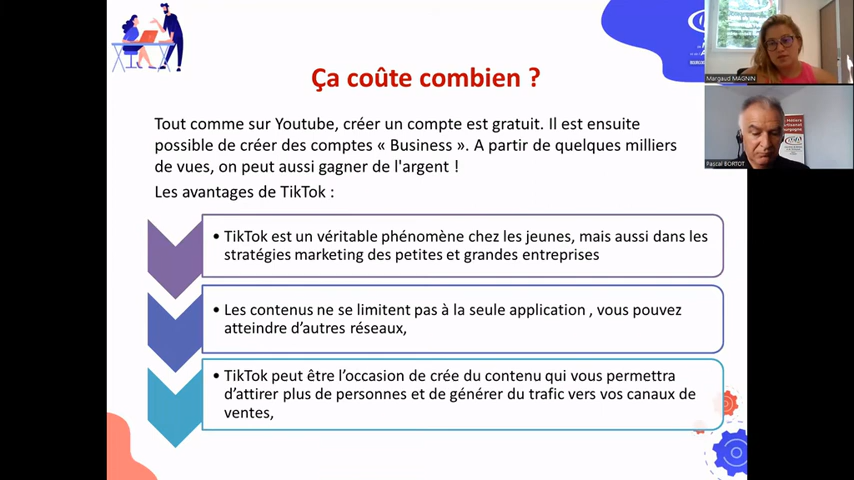 Ça coûte combien ?
Tout comme sur Youtube, créer un compte est gratuit. Il est ensuite
possible de créer des comptes « Business ». A partir de quelques milliers
de vues, on peut aussi gagner de l'argent !
Les avantages de TikTok :
• TikTok est un véritable phénomène chez les jeunes, mais aussi dans les
stratégies marketing des petites et grandes entreprises
• Les contenus ne se limitent pas à la seule application , vous pouvez
atteindre d’autres réseaux,
• TikTok peut être l’occasion de crée du contenu qui vous permettra
d’attirer plus de personnes et de générer du trafic vers vos canaux de
ventes,
Margaud MAGNIN
Pascal BORTOT